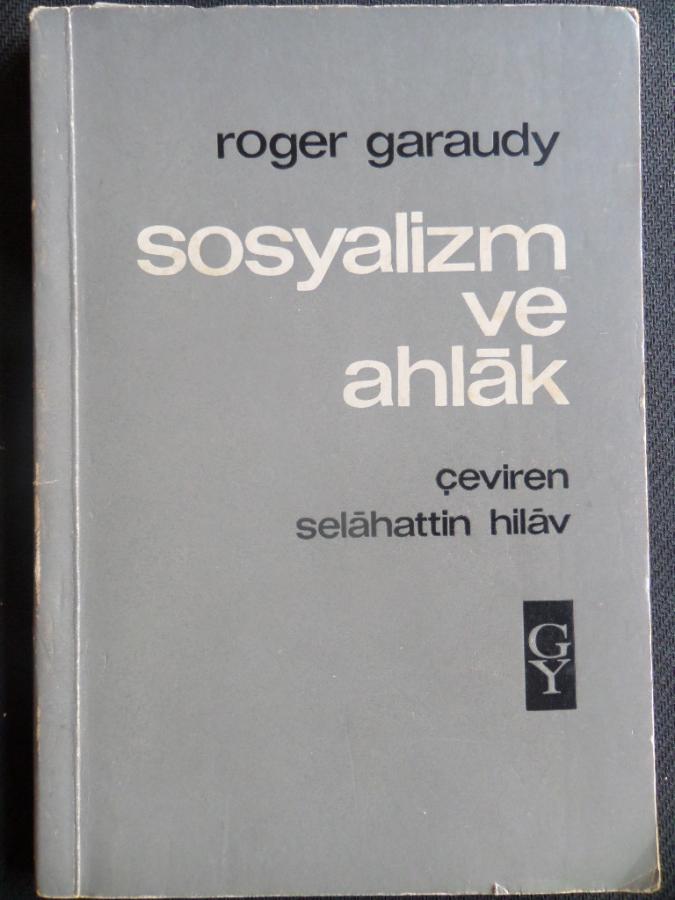 roger garaudy
sosyalizm
ve
ahlāk
çeviren
selāhattin hilāv
G
Y